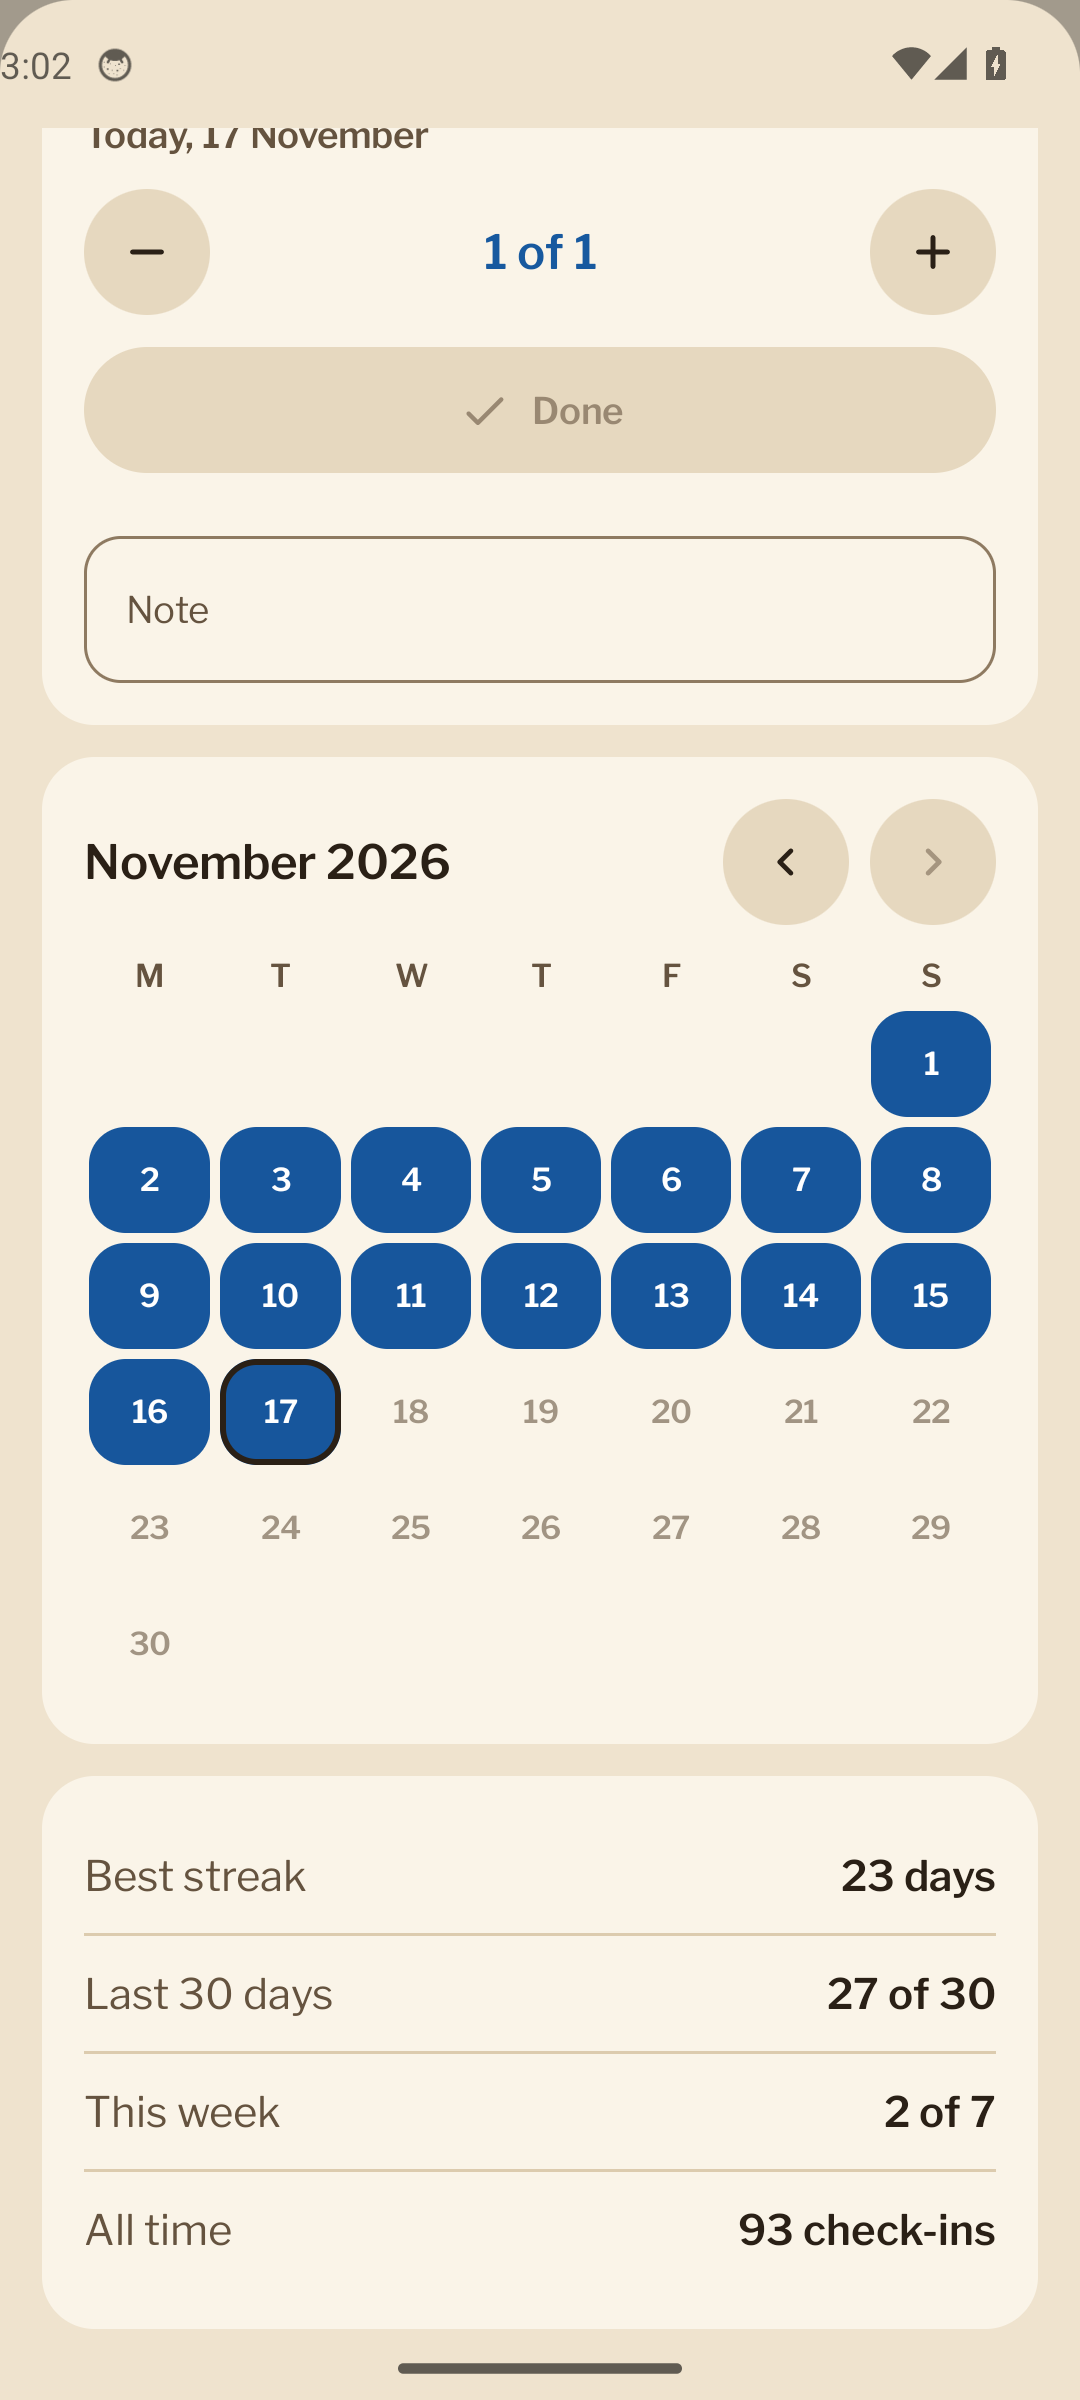 3:02
Today, 17 November
1 of 1
Done
Note
November 2026
M T W T F S S
1
2 3 4 5 6 7 8
9 10 11 12 13 14 15
16 17 18 19 20 21 22
23 24 25 26 27 28 29
30
Best streak 23 days
Last 30 days 27 of 30
This week 2 of 7
All time 93 check-ins